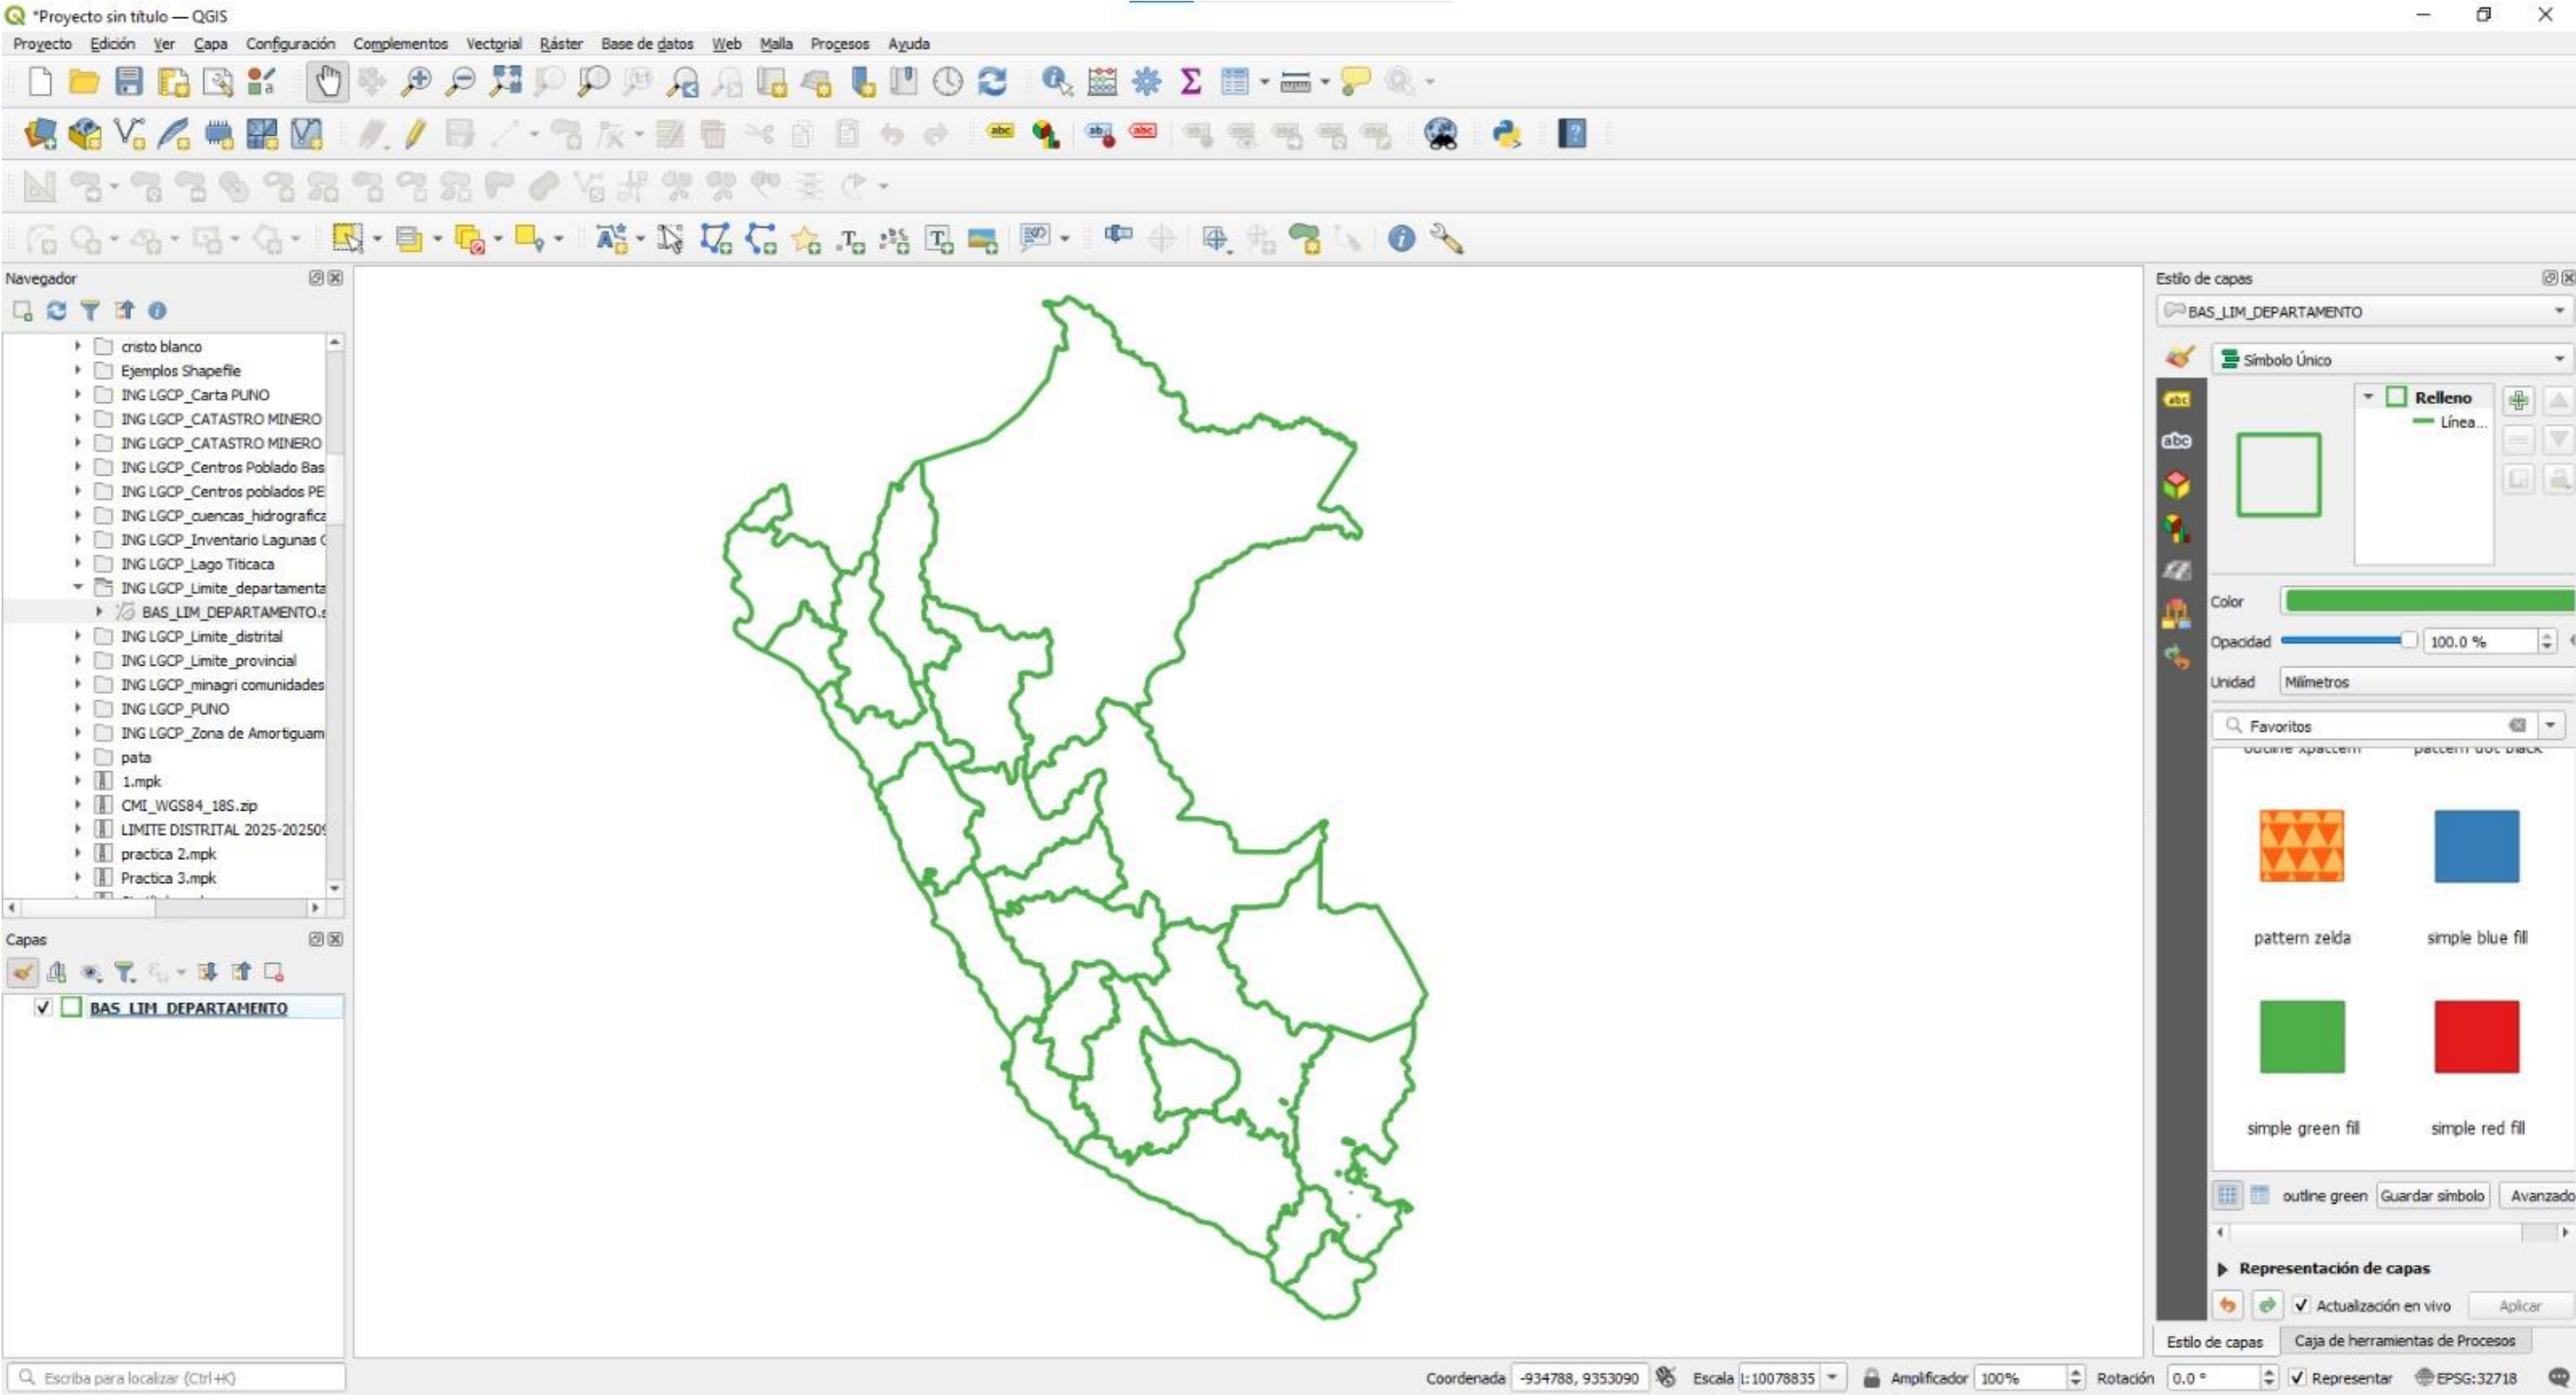 *Proyecto sin título — QGIS
Proyecto Edición Ver Capa Configuración Complementos Vectorial Ráster Base de datos Web Malla Procesos Ayuda
Navegador
cristo blanco
Ejemplos Shapefile
ING LGCP_Carta PUNO
ING LGCP_CATASTRO MINERO
ING LGCP_CATASTRO MINERO
ING LGCP_Centros Poblado Bas
ING LGCP_Centros poblados PE
ING LGCP_cuencas_hidrografica
ING LGCP_Inventario Lagunas
ING LGCP_Lago Titicaca
ING LGCP_Limite_departamenta
BAS_LIM_DEPARTAMENTO.s
ING LGCP_Limite_distrital
ING LGCP_Limite_provincial
ING LGCP_minagri comunidades
ING LGCP_PUNO
ING LGCP_Zona de Amortiguam
pata
1.mpk
CMI_WGS84_18S.zip
LIMITE DISTRITAL 2025-202509
practica 2.mpk
Practica 3.mpk
Capas
BAS_LIM_DEPARTAMENTO
Escriba para localizar (Ctrl+K)
Estilo de capas
BAS_LIM_DEPARTAMENTO
Símbolo Único
Relleno
Línea...
Color
Opacidad 100.0 %
Unidad Milímetros
Favoritos
outline xpattern pattern dot black
pattern zelda simple blue fill
simple green fill simple red fill
outline green Guardar símbolo Avanzado
Representación de capas
Actualización en vivo Aplicar
Estilo de capas Caja de herramientas de Procesos
Coordenada -934788, 9353090 Escala 1:10078835 Amplificador 100% Rotación 0.0 ° Representar EPSG:32718